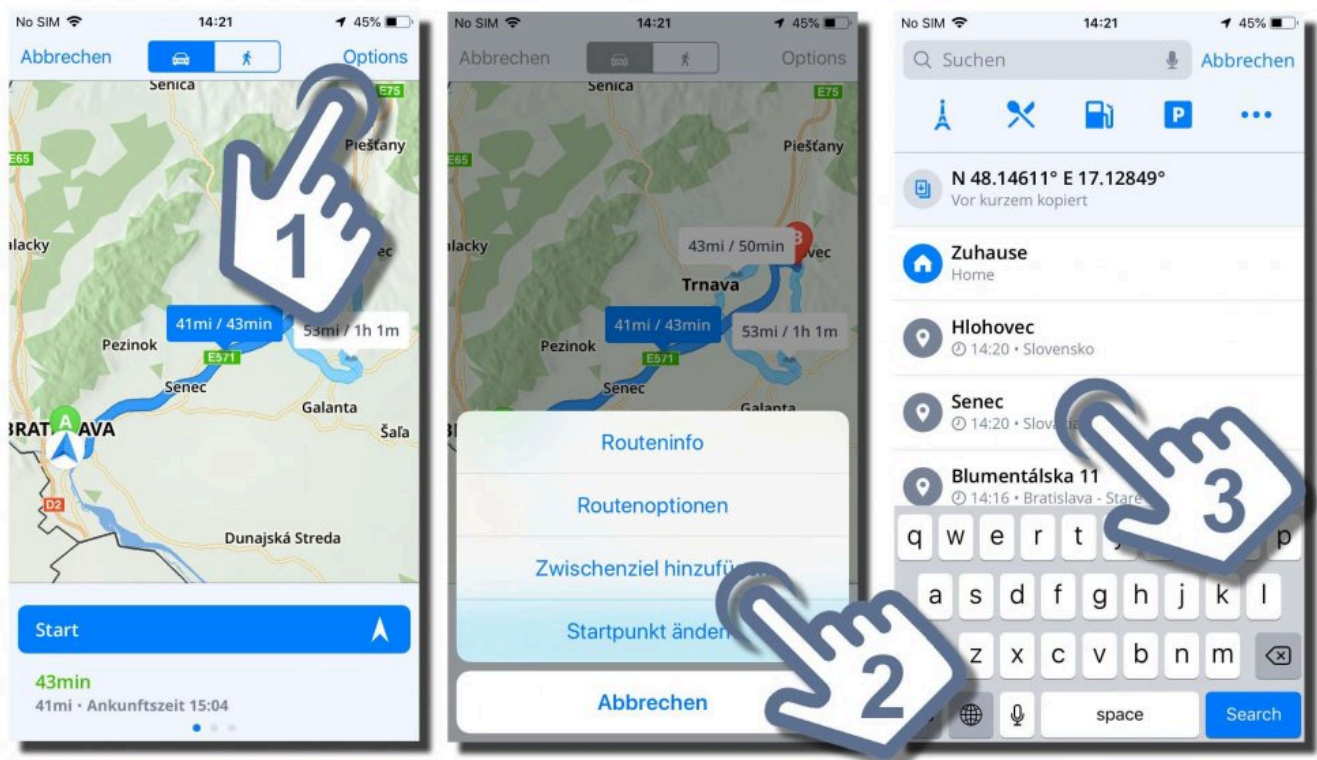 No SIM 14:21 45%
Abbrechen Options
Senica
E75
Piešťany
E65
alacky
ec
1
41mi / 43min
53mi / 1h 1m
Pezinok
E571
Senec
Galanta
A
BRAT AVA
Šaľa
D2
Dunajská Streda
Start
43min
41mi • Ankunftszeit 15:04
No SIM 14:21 45%
Abbrechen Options
Senica
E75
Piešťany
E65
alacky
43mi / 50min
B
vec
Trnava
41mi / 43min
53mi / 1h 1m
Pezinok
E571
Senec
Galanta
Routeninfo
Routenoptionen
Zwischenziel hinzufü
Startpunkt änder
Abbrechen
2
No SIM 14:21 45%
Suchen Abbrechen
P
N 48.14611° E 17.12849°
Vor kurzem kopiert
Zuhause
Home
Hlohovec
14:20 • Slovensko
Senec
14:20 •
Blumentálska 11
14:16 • Bratislava - Stare
3
q w e r t p
a s d f g h j k l
z x c v b n m
space Search